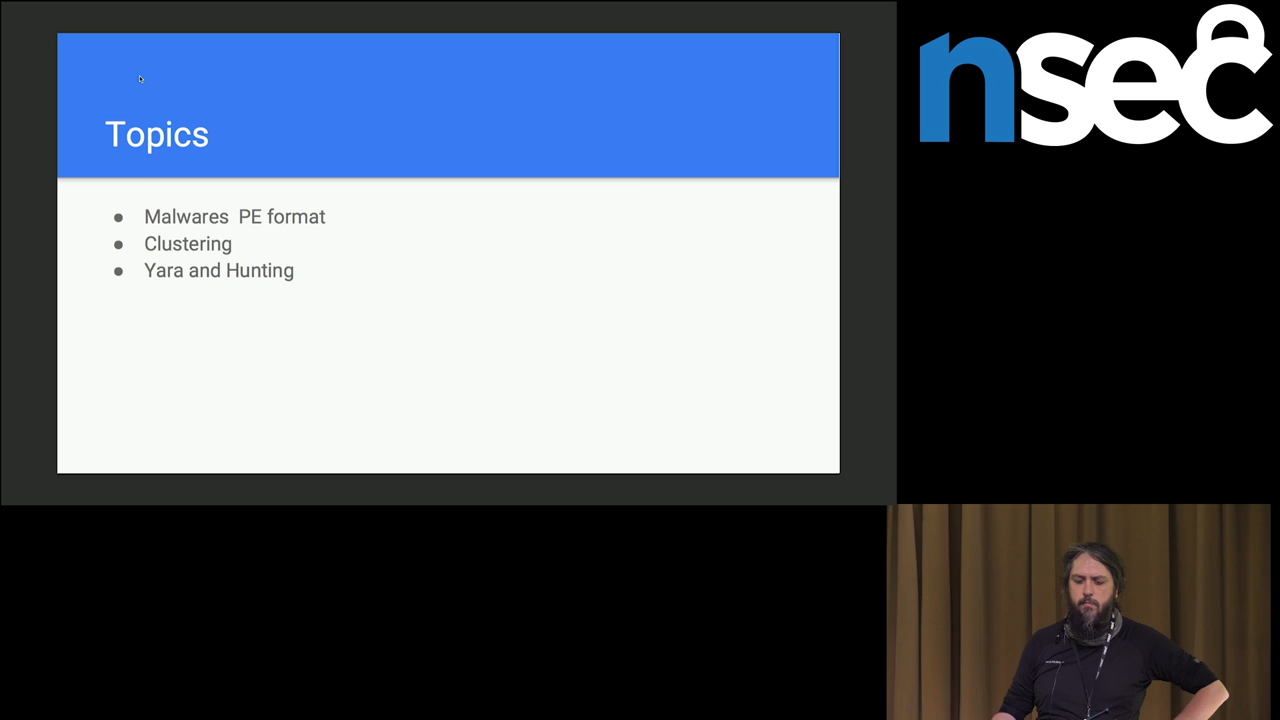 Topics
● Malwares  PE format
● Clustering
● Yara and Hunting
nsec